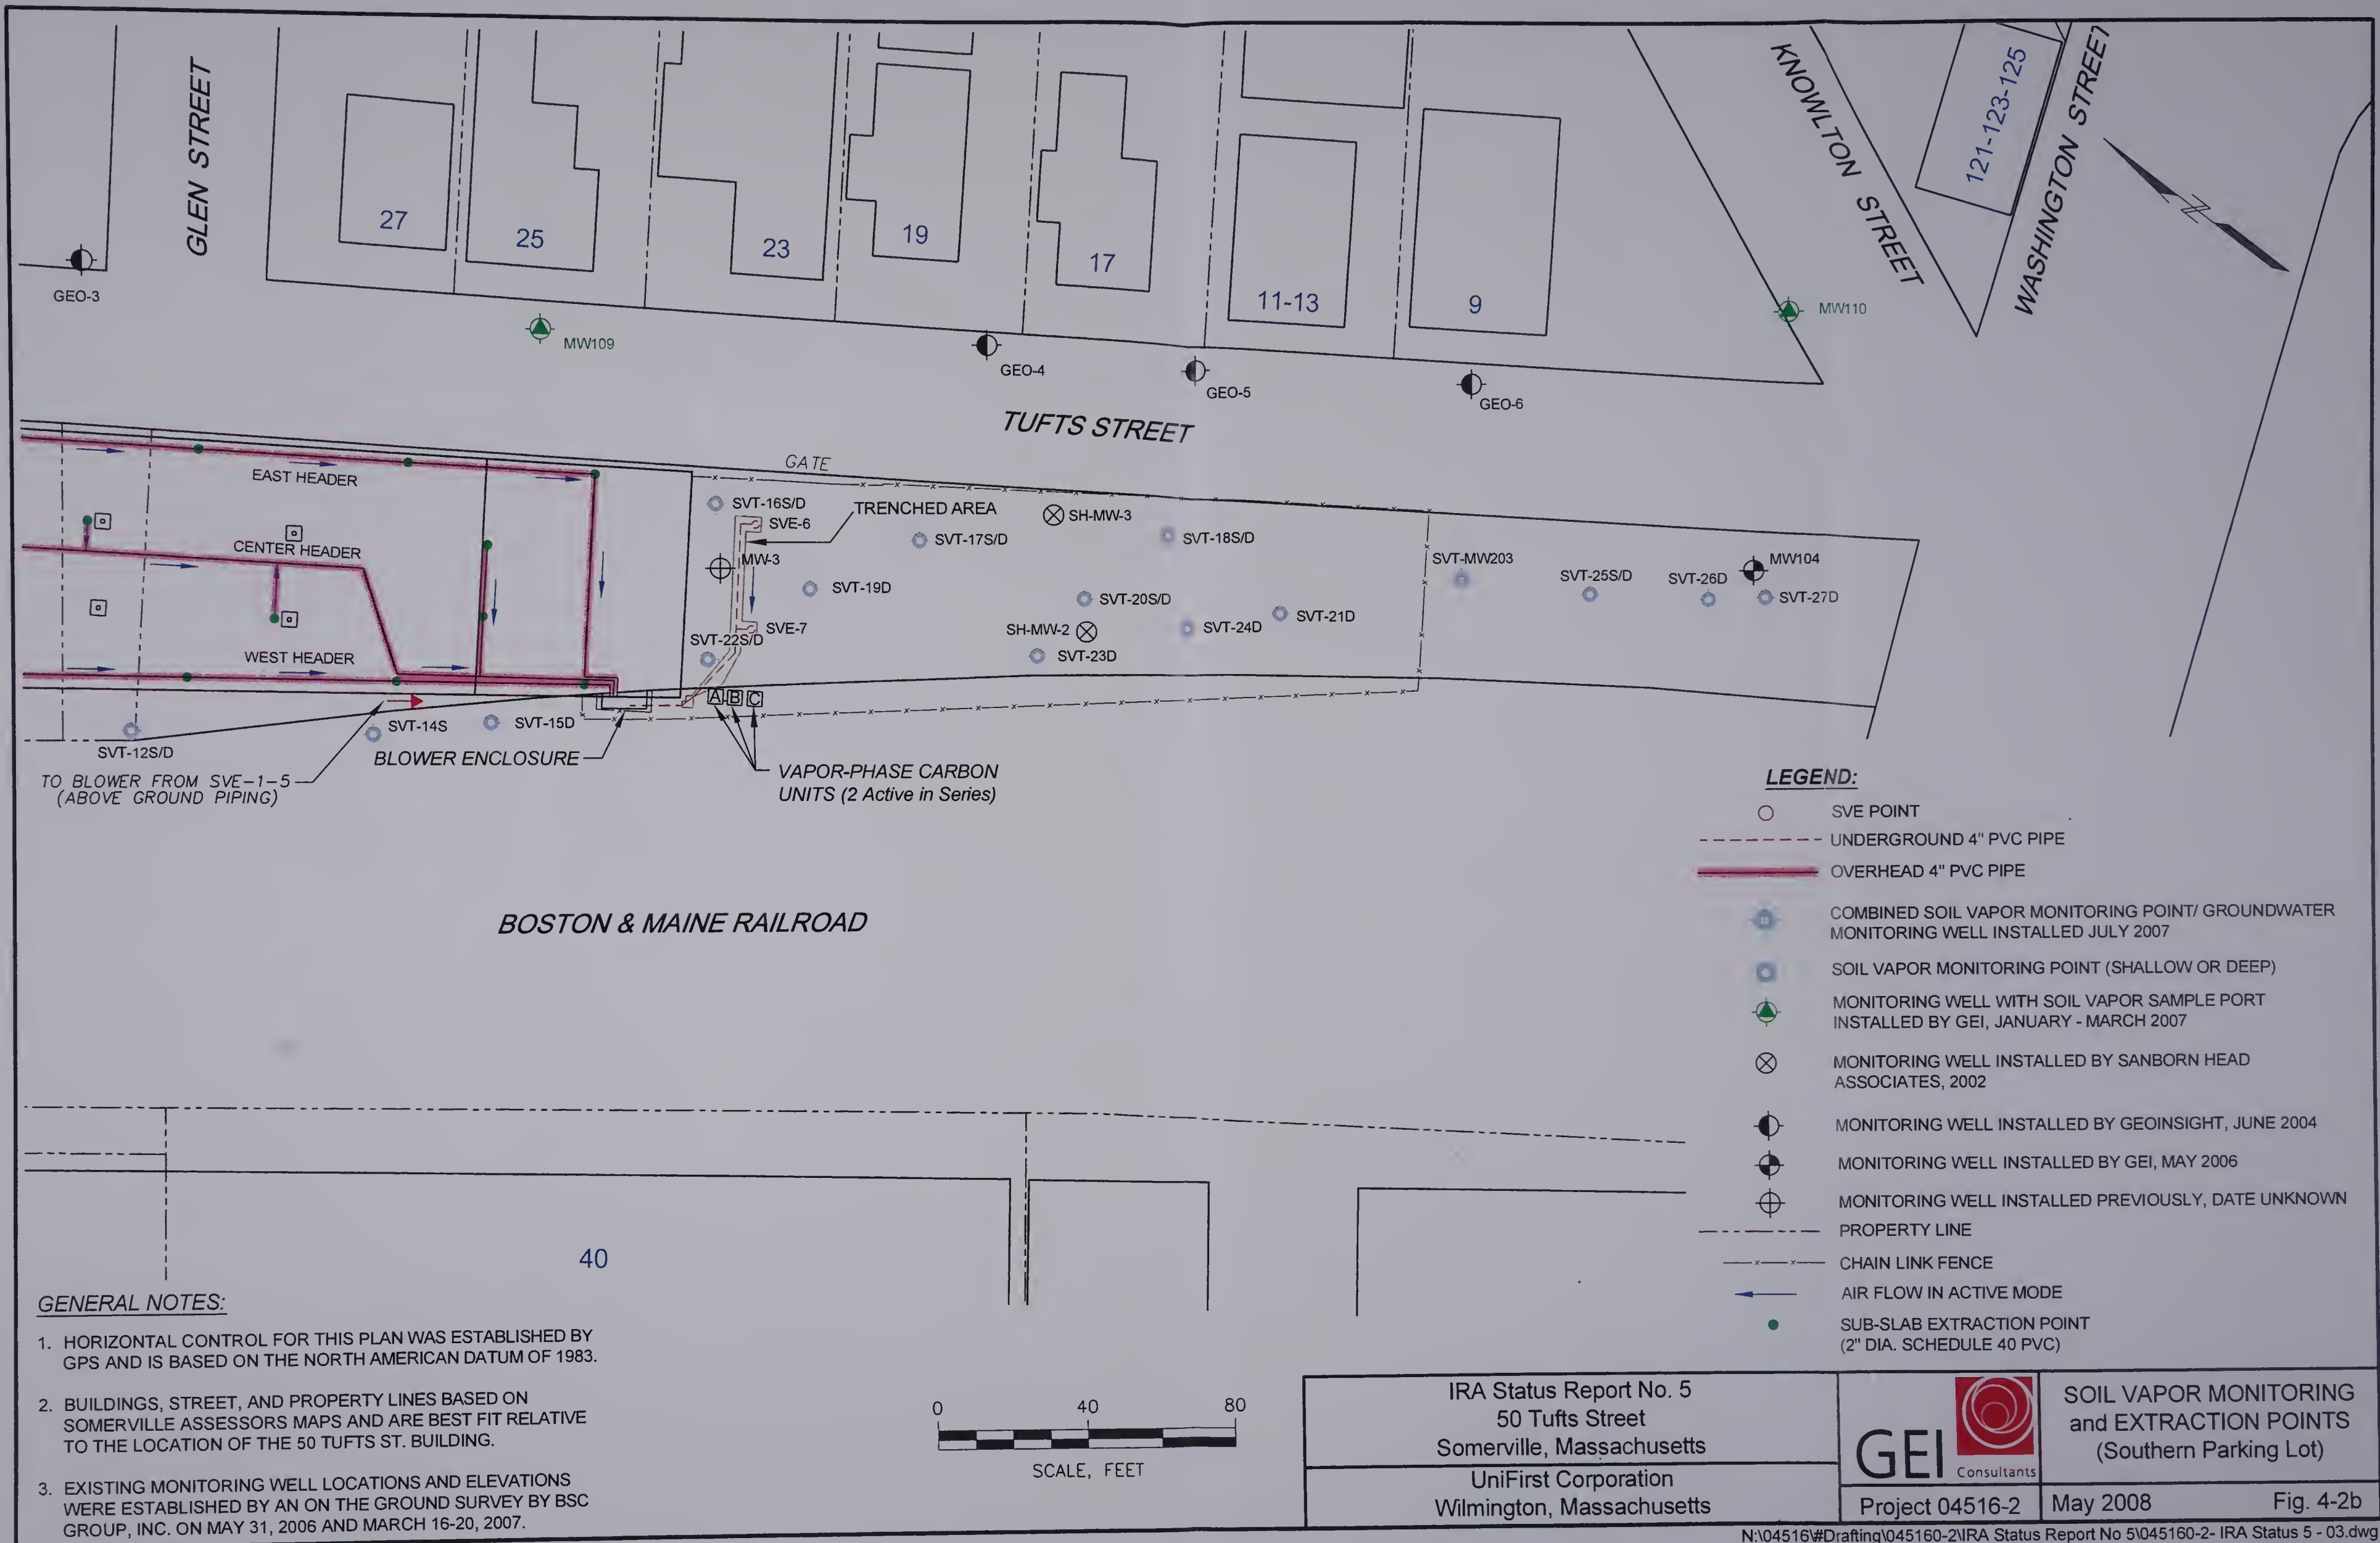 GLEN STREET
KNOWLTON STREET
121-123-125
WASHINGTON STREET
N
27
25
23
19
17
11-13
9
GEO-3
MW109
GEO-4
GEO-5
GEO-6
MW110
TUFTS STREET
GATE
EAST HEADER
CENTER HEADER
WEST HEADER
SVT-16S/D
SVE-6
TRENCHED AREA
SVT-17S/D
SH-MW-3
SVT-18S/D
MW-3
SVT-19D
SVT-20S/D
SVE-7
SVT-22S/D
SH-MW-2
SVT-23D
SVT-24D
SVT-21D
SVT-MW203
SVT-25S/D
SVT-26D
MW104
SVT-27D
A
B
C
SVT-12S/D
SVT-14S
SVT-15D
BLOWER ENCLOSURE
TO BLOWER FROM SVE-1-5
(ABOVE GROUND PIPING)
VAPOR-PHASE CARBON
UNITS (2 Active in Series)
BOSTON & MAINE RAILROAD
40
LEGEND:
SVE POINT
UNDERGROUND 4" PVC PIPE
OVERHEAD 4" PVC PIPE
COMBINED SOIL VAPOR MONITORING POINT/ GROUNDWATER
MONITORING WELL INSTALLED JULY 2007
SOIL VAPOR MONITORING POINT (SHALLOW OR DEEP)
MONITORING WELL WITH SOIL VAPOR SAMPLE PORT
INSTALLED BY GEI, JANUARY - MARCH 2007
MONITORING WELL INSTALLED BY SANBORN HEAD
ASSOCIATES, 2002
MONITORING WELL INSTALLED BY GEOINSIGHT, JUNE 2004
MONITORING WELL INSTALLED BY GEI, MAY 2006
MONITORING WELL INSTALLED PREVIOUSLY, DATE UNKNOWN
PROPERTY LINE
CHAIN LINK FENCE
AIR FLOW IN ACTIVE MODE
SUB-SLAB EXTRACTION POINT
(2" DIA. SCHEDULE 40 PVC)
GENERAL NOTES:
1. HORIZONTAL CONTROL FOR THIS PLAN WAS ESTABLISHED BY
GPS AND IS BASED ON THE NORTH AMERICAN DATUM OF 1983.
2. BUILDINGS, STREET, AND PROPERTY LINES BASED ON
SOMERVILLE ASSESSORS MAPS AND ARE BEST FIT RELATIVE
TO THE LOCATION OF THE 50 TUFTS ST. BUILDING.
3. EXISTING MONITORING WELL LOCATIONS AND ELEVATIONS
WERE ESTABLISHED BY AN ON THE GROUND SURVEY BY BSC
GROUP, INC. ON MAY 31, 2006 AND MARCH 16-20, 2007.
0 40 80
SCALE, FEET
IRA Status Report No. 5
50 Tufts Street
Somerville, Massachusetts
UniFirst Corporation
Wilmington, Massachusetts
GEI Consultants
Project 04516-2
SOIL VAPOR MONITORING
and EXTRACTION POINTS
(Southern Parking Lot)
May 2008 Fig. 4-2b
N:\04516\#Drafting\045160-2\IRA Status Report No 5\045160-2- IRA Status 5 - 03.dwg